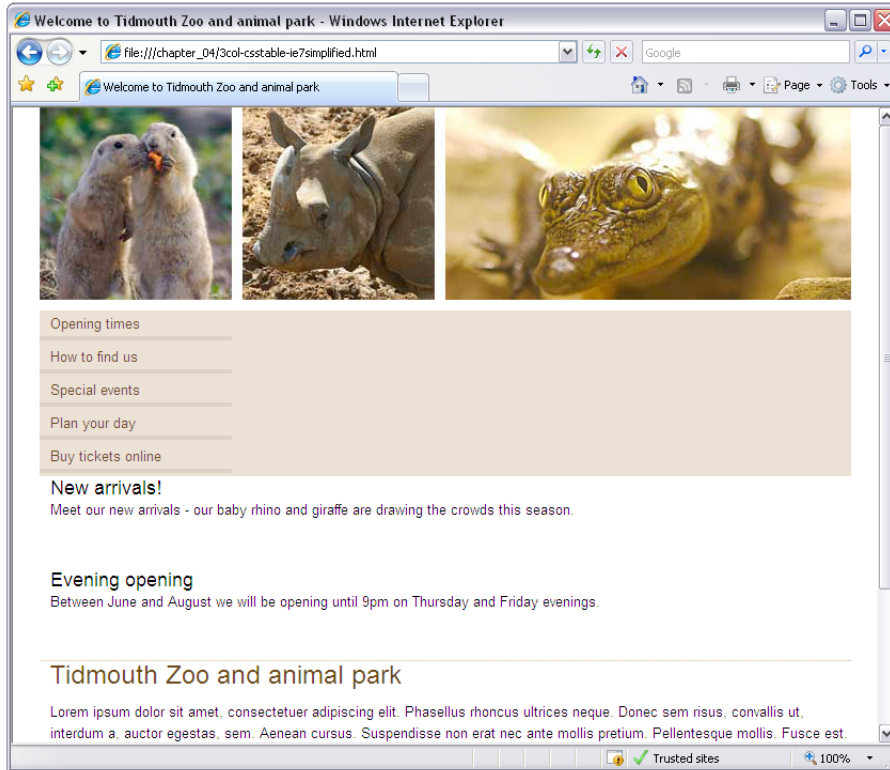 Welcome to Tidmouth Zoo and animal park - Windows Internet Explorer
file:///chapter_04/3col-csstable-ie7simplified.html
Google
Welcome to Tidmouth Zoo and animal park
Page
Tools
Opening times
How to find us
Special events
Plan your day
Buy tickets online
New arrivals!
Meet our new arrivals - our baby rhino and giraffe are drawing the crowds this season.
Evening opening
Between June and August we will be opening until 9pm on Thursday and Friday evenings.
Tidmouth Zoo and animal park
Lorem ipsum dolor sit amet, consectetuer adipiscing elit. Phasellus rhoncus ultrices neque. Donec sem risus, convallis ut,
interdum a, auctor egestas, sem. Aenean cursus. Suspendisse non erat nec ante mollis pretium. Pellentesque mollis. Fusce est.
Trusted sites
100%